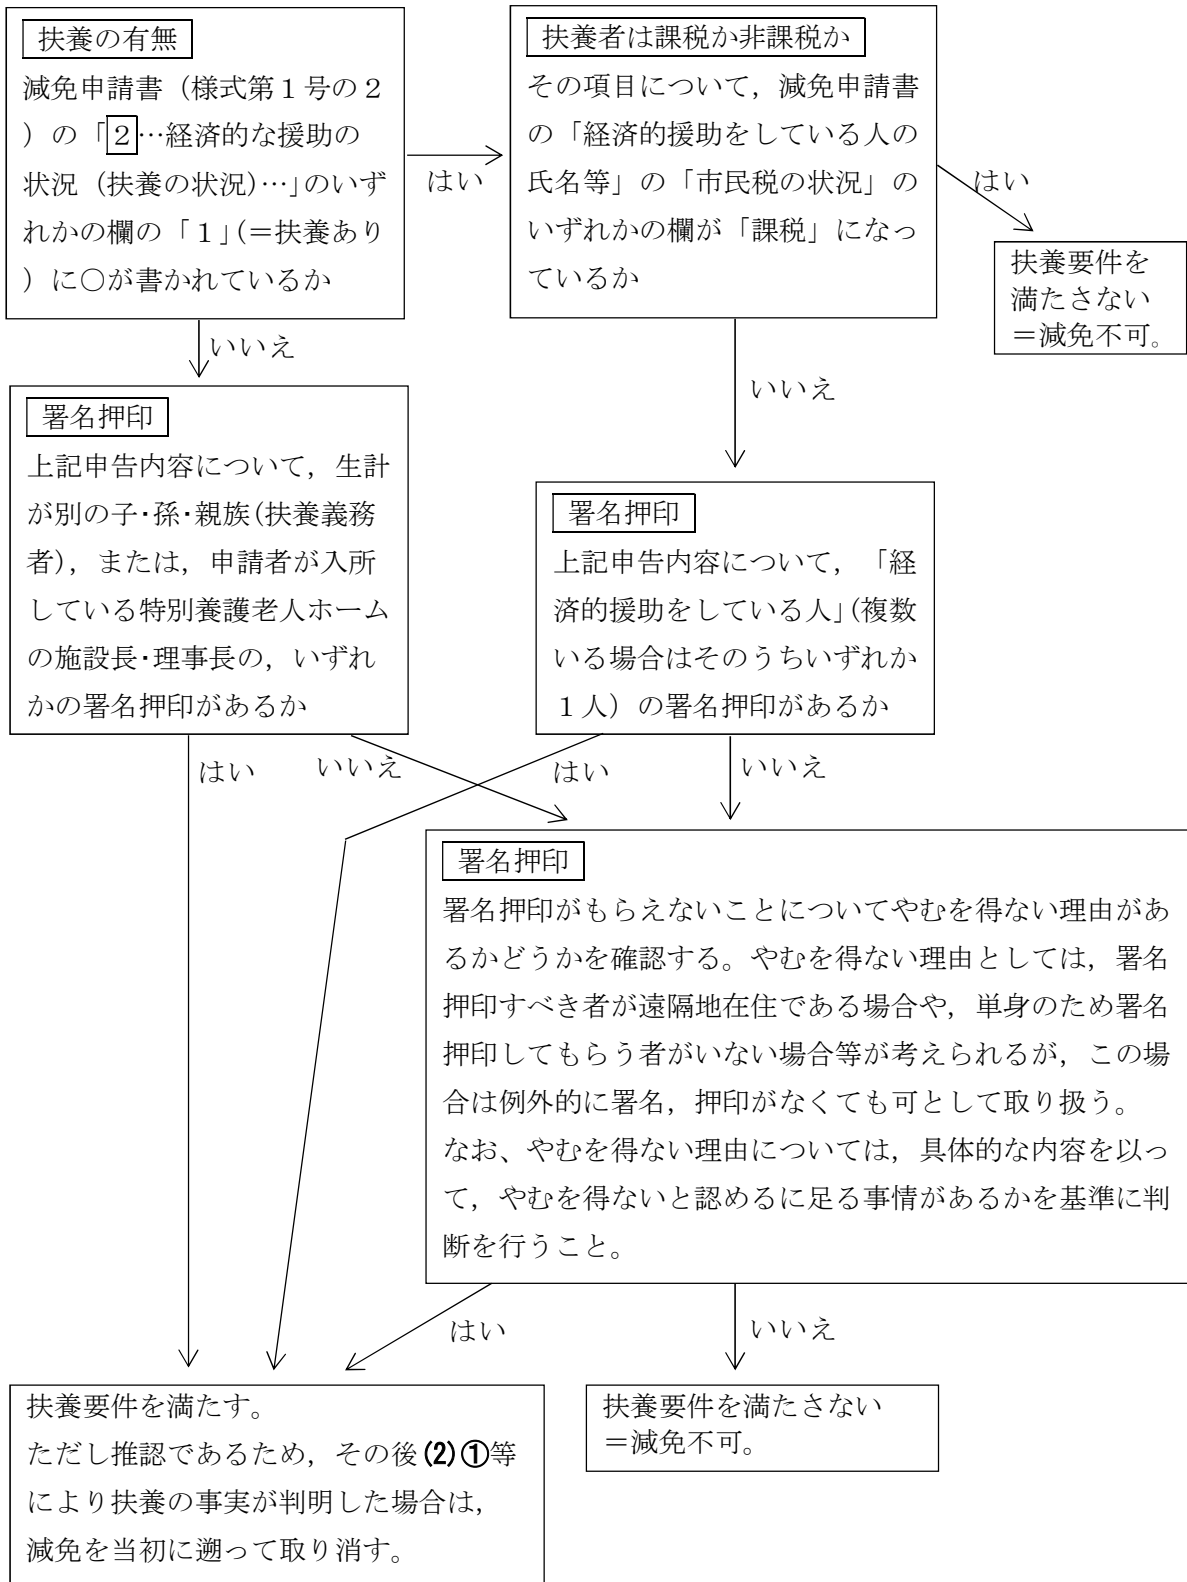 扶養の有無
減免申請書（様式第１号の２
）の「２…経済的な援助の
状況（扶養の状況)…」のいず
れかの欄の「１」(＝扶養あり
）に○が書かれているか
はい
扶養者は課税か非課税か
その項目について，減免申請書
の「経済的援助をしている人の
氏名等」の「市民税の状況」の
いずれかの欄が「課税」になっ
ているか
はい
扶養要件を
満たさない
＝減免不可。
いいえ
いいえ
署名押印
上記申告内容について，生計
が別の子・孫・親族(扶養義務
者)，または，申請者が入所
している特別養護老人ホーム
の施設長・理事長の，いずれ
かの署名押印があるか
署名押印
上記申告内容について，「経
済的援助をしている人」(複数
いる場合はそのうちいずれか
１人）の署名押印があるか
はい
いいえ
はい
いいえ
署名押印
署名押印がもらえないことについてやむを得ない理由があ
るかどうかを確認する。やむを得ない理由としては，署名
押印すべき者が遠隔地在住である場合や，単身のため署名
押印してもらう者がいない場合等が考えられるが，この場
合は例外的に署名，押印がなくても可として取り扱う。
なお、やむを得ない理由については，具体的な内容を以っ
て，やむを得ないと認めるに足る事情があるかを基準に判
断を行うこと。
はい
いいえ
扶養要件を満たす。
ただし推認であるため，その後(2)①等
により扶養の事実が判明した場合は，
減免を当初に遡って取り消す。
扶養要件を満たさない
＝減免不可。